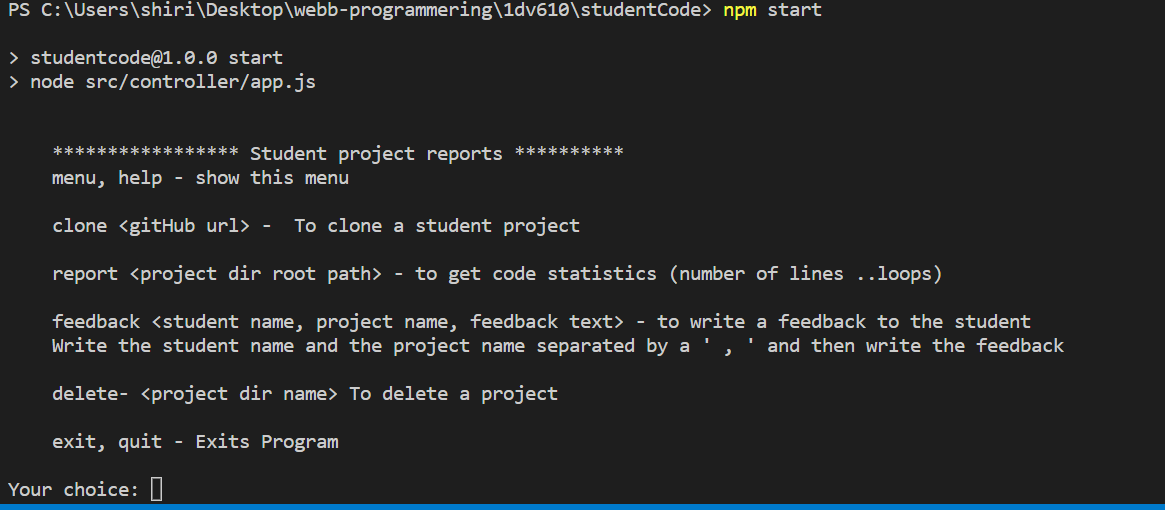 PS C:\Users\shiri\Desktop\webb-programmering\1dv610\studentCode> npm start
> studentcode@1.0.0 start
> node src/controller/app.js
***************** Student project reports **********
menu, help - show this menu
clone <gitHub url> -  To clone a student project
report <project dir root path> - to get code statistics (number of lines ..loops)
feedback <student name, project name, feedback text> - to write a feedback to the student
Write the student name and the project name separated by a ' , ' and then write the feedback
delete- <project dir name> To delete a project
exit, quit - Exits Program
Your choice: